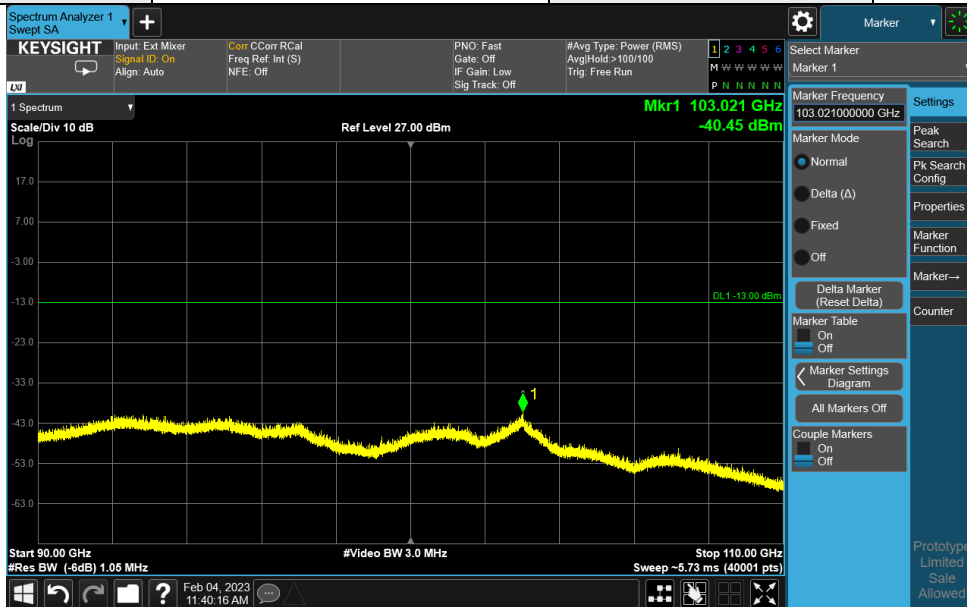 Spectrum Analyzer 1
Swept SA
Marker
KEYSIGHT
LXI
Input: Ext Mixer
Signal ID: On
Align: Auto
Corr CCorr RCal
Freq Ref: Int (S)
NFE: Off
PNO: Fast
Gate: Off
IF Gain: Low
Sig Track: Off
#Avg Type: Power (RMS)
Avg|Hold:>100/100
Trig: Free Run
1 2 3 4 5 6
M W W W W W
P N N N N N
Select Marker
Marker 1
1 Spectrum
Scale/Div 10 dB
Log
Ref Level 27.00 dBm
Mkr1 103.021 GHz
-40.45 dBm
17.0
7.00
-3.00
-13.0
-23.0
-33.0
-43.0
-53.0
-63.0
DL1 -13.00 dBm
1
Start 90.00 GHz
#Res BW (-6dB) 1.05 MHz
#Video BW 3.0 MHz
Stop 110.00 GHz
Sweep ~5.73 ms (40001 pts)
Marker Frequency
103.021000000 GHz
Marker Mode
Normal
Delta (Δ)
Fixed
Off
Delta Marker
(Reset Delta)
Marker Table
On
Off
Marker Settings
Diagram
All Markers Off
Couple Markers
On
Off
Settings
Peak
Search
Pk Search
Config
Properties
Marker
Function
Marker→
Counter
Prototype
Limited
Sale
Allowed
?
Feb 04, 2023
11:40:16 AM